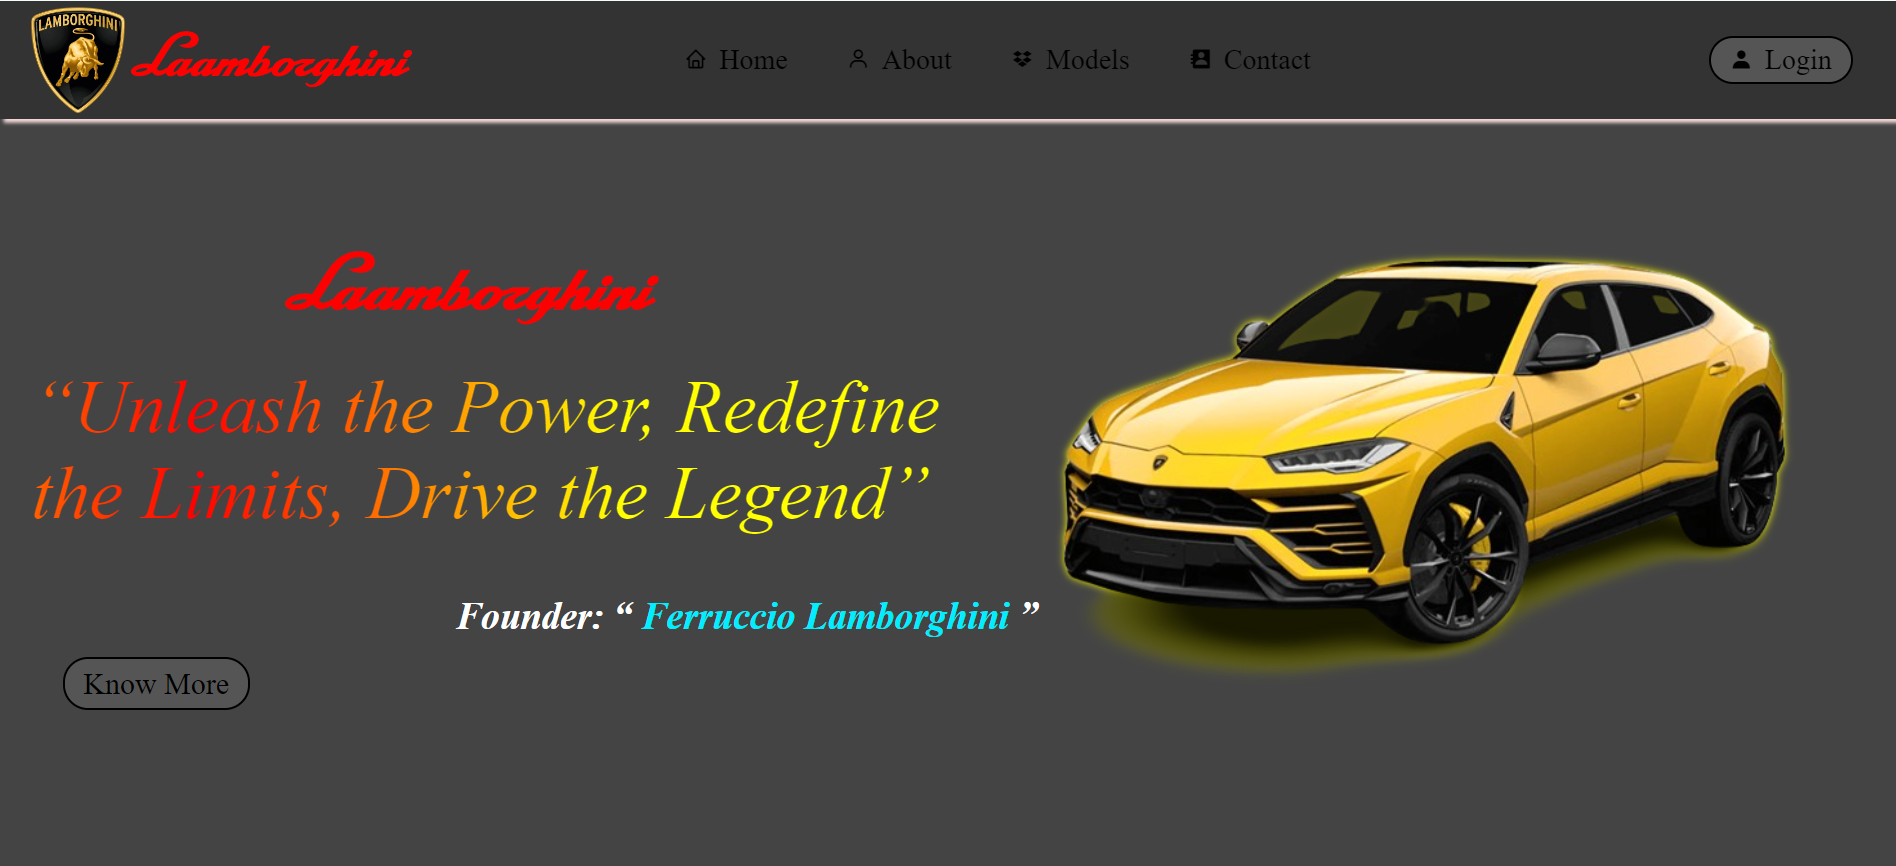 LAMBORGHINI
Laamborghini
Home
About
Models
Contact
Login
Laamborghini
“Unleash the Power, Redefine
the Limits, Drive the Legend”
Founder: “ Ferruccio Lamborghini ”
Know More